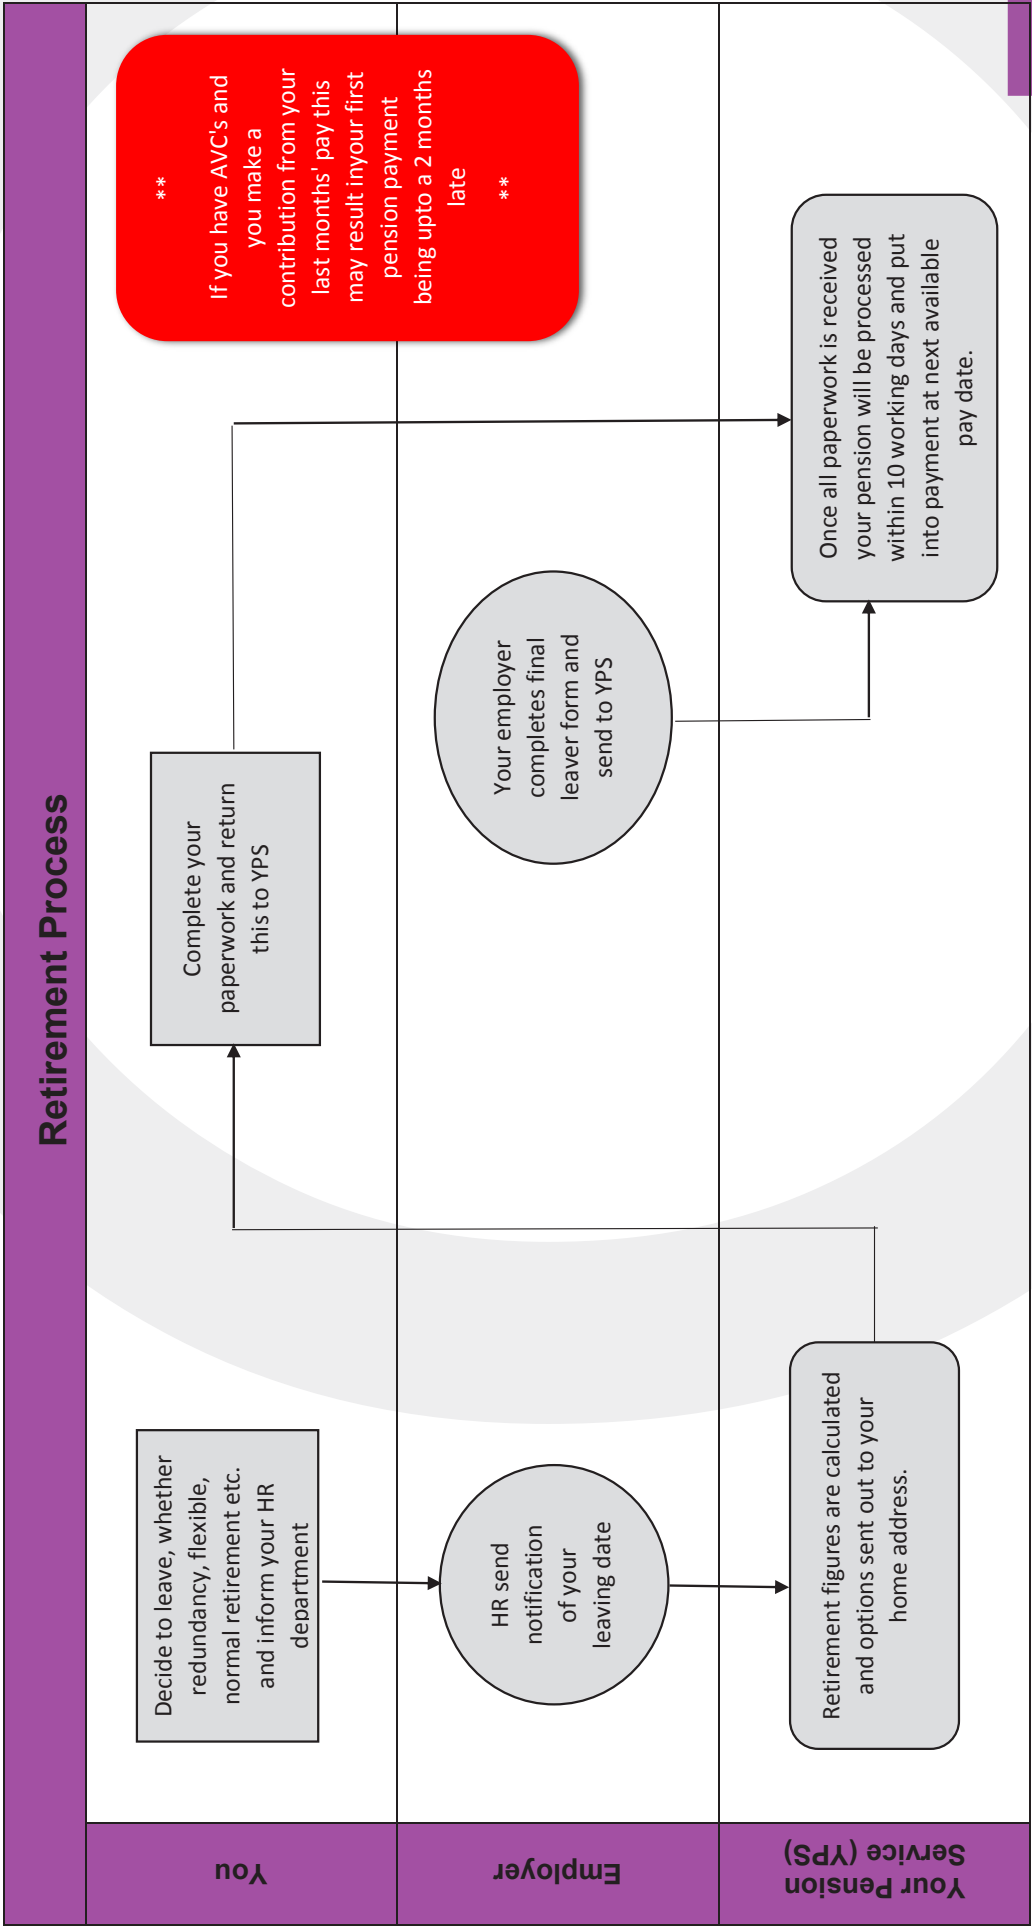 Retirement Process
You
Decide to leave, whether
redundancy, flexible,
normal retirement etc.
and inform your HR
department
Complete your
paperwork and return
this to YPS
**
If you have AVC's and
you make a
contribution from your
last months' pay this
may result inyour first
pension payment
being upto a 2 months
late
**
Employer
HR send
notification
of your
leaving date
Your employer
completes final
leaver form and
send to YPS
Your Pension
Service (YPS)
Retirement figures are calculated
and options sent out to your
home address.
Once all paperwork is received
your pension will be processed
within 10 working days and put
into payment at next available
pay date.